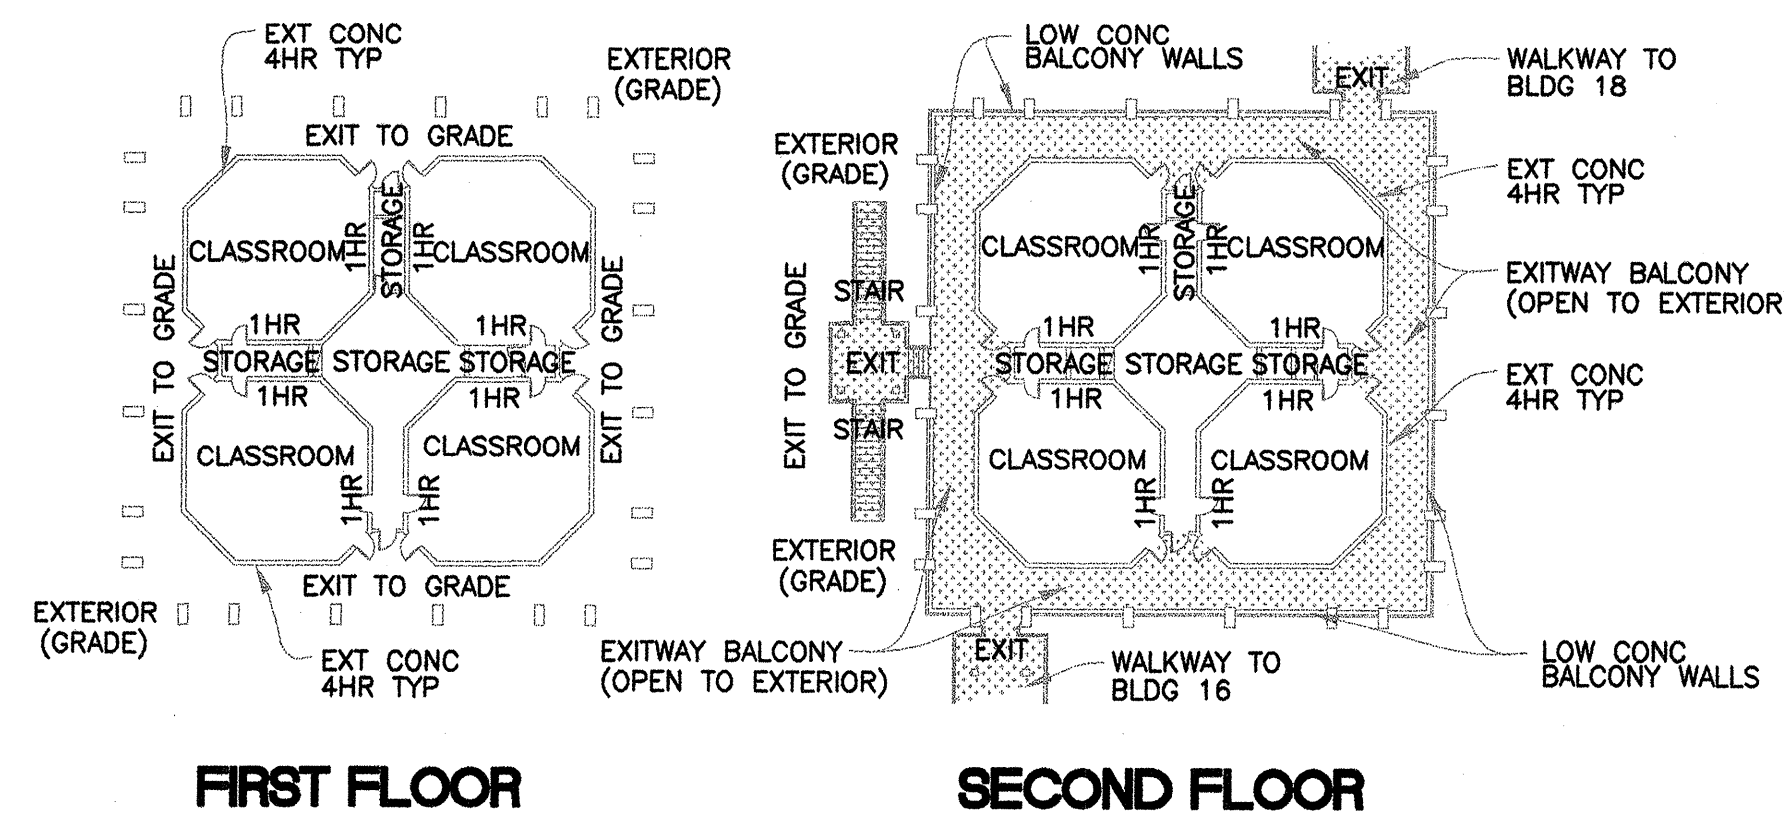 EXT CONC
4HR TYP
EXTERIOR
(GRADE)
EXIT TO GRADE
CLASSROOM
1HR
STORAGE
1HR
CLASSROOM
EXIT TO GRADE
EXIT TO GRADE
1HR
1HR
STORAGE
STORAGE
STORAGE
1HR
1HR
CLASSROOM
CLASSROOM
1HR
1HR
EXIT TO GRADE
EXTERIOR
(GRADE)
EXT CONC
4HR TYP
FIRST FLOOR
LOW CONC
BALCONY WALLS
EXIT
WALKWAY TO
BLDG 18
EXTERIOR
(GRADE)
EXT CONC
4HR TYP
CLASSROOM
1HR
STORAGE
1HR
CLASSROOM
EXITWAY BALCONY
(OPEN TO EXTERIOR
STAIR
EXIT TO GRADE
1HR
1HR
EXIT
STORAGE
STORAGE
STORAGE
1HR
1HR
EXT CONC
4HR TYP
STAIR
CLASSROOM
CLASSROOM
1HR
1HR
EXTERIOR
(GRADE)
EXITWAY BALCONY
(OPEN TO EXTERIOR)
EXIT
WALKWAY TO
BLDG 16
LOW CONC
BALCONY WALLS
SECOND FLOOR